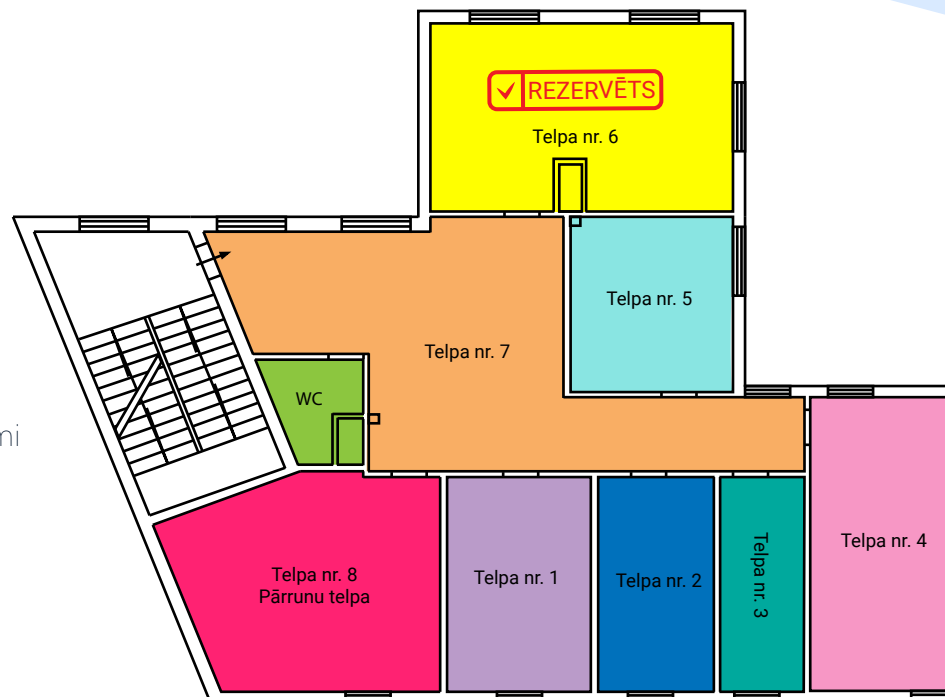 REZERVĒTS
Telpa nr. 6
Telpa nr. 5
Telpa nr. 7
WC
Telpa nr. 8
Pārrunu telpa
Telpa nr. 1
Telpa nr. 2
Telpa nr. 3
Telpa nr. 4